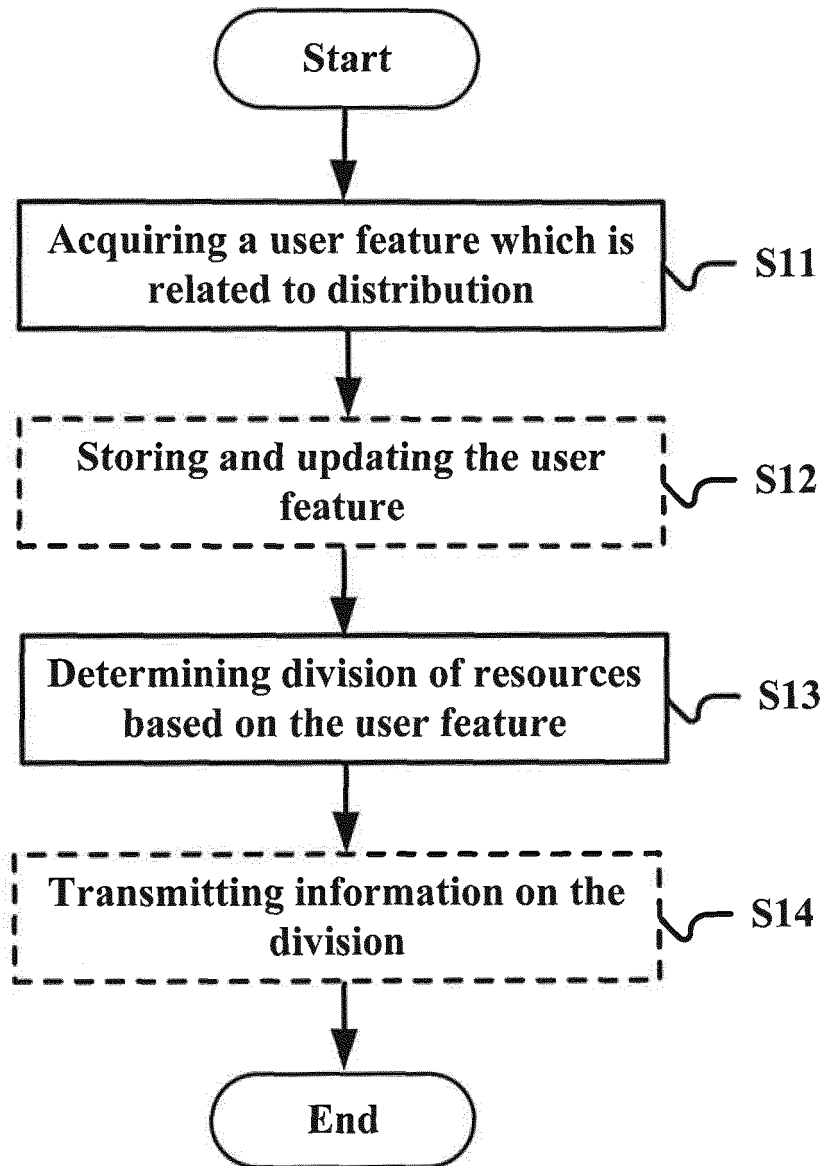 Start
Acquiring a user feature which is
related to distribution
S11
Storing and updating the user
feature
S12
Determining division of resources
based on the user feature
S13
Transmitting information on the
division
S14
End